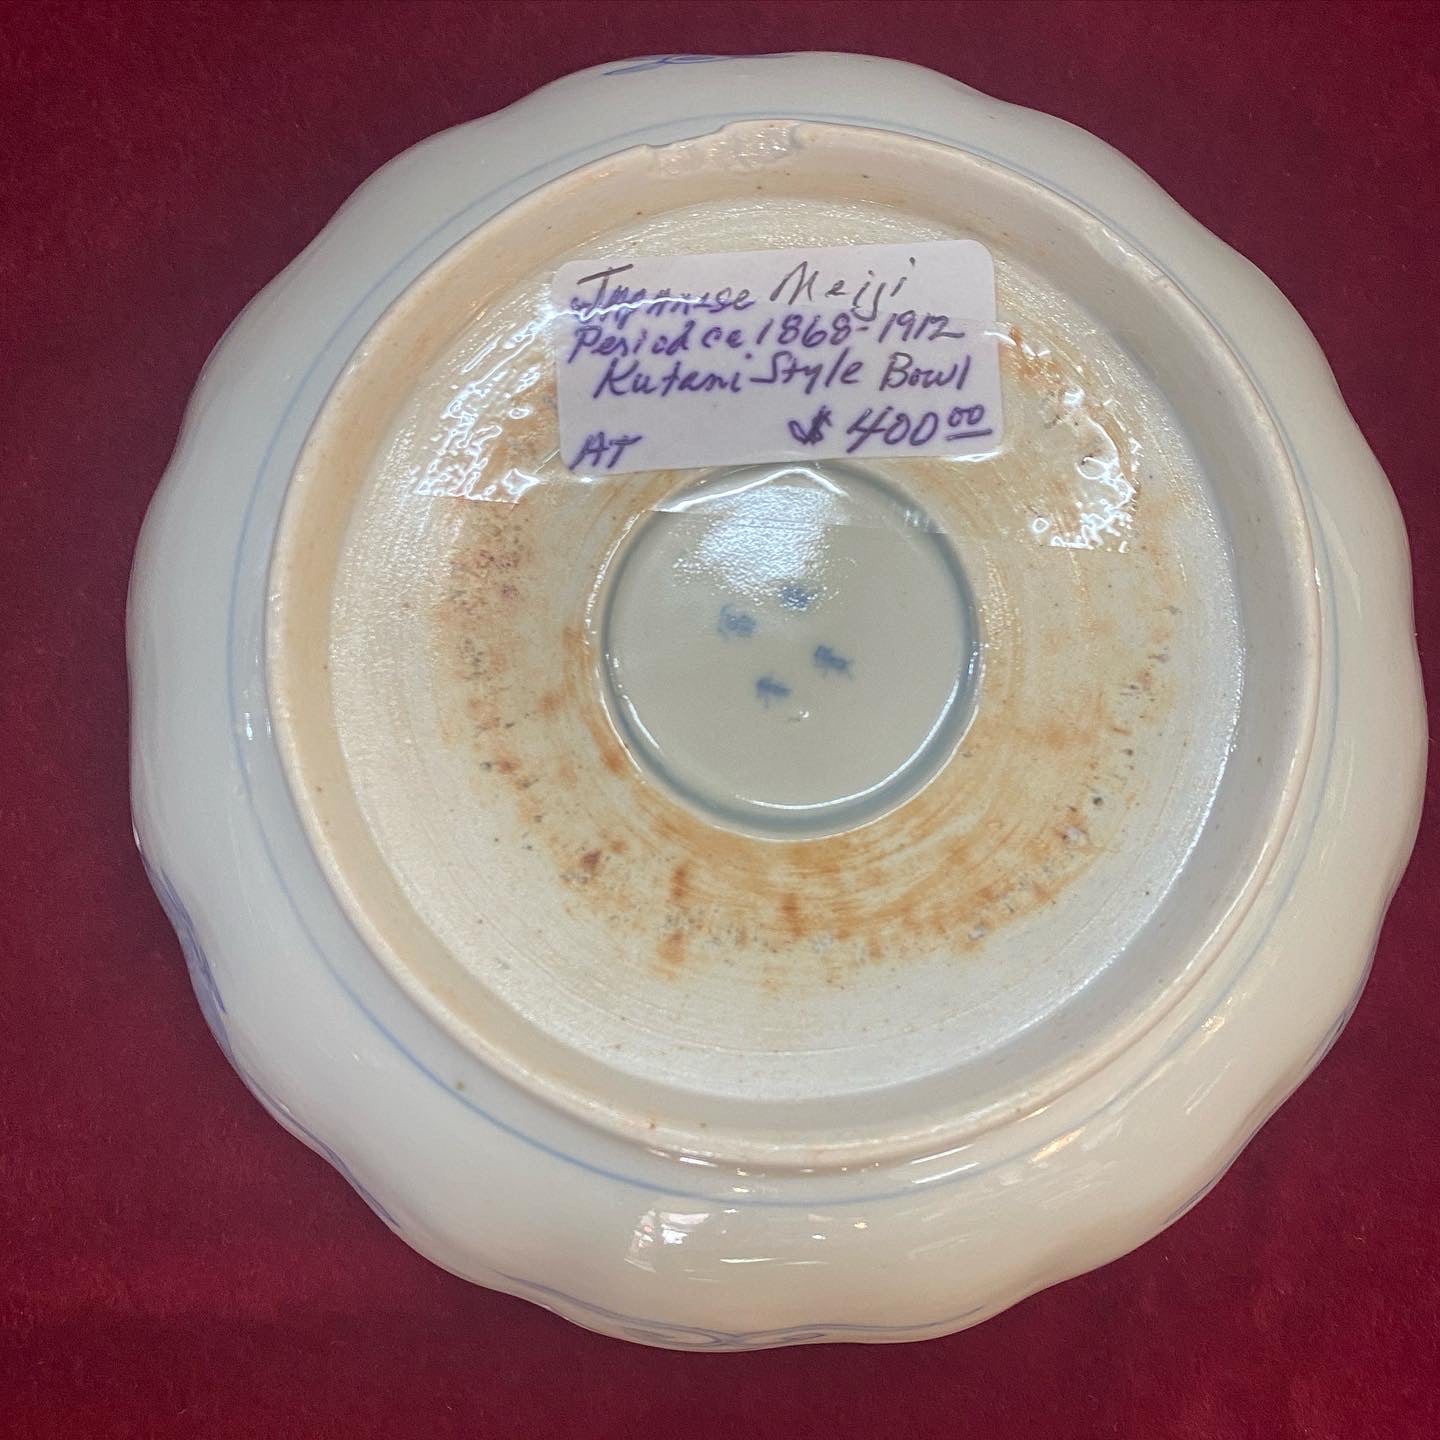 Japanese Meiji
Period ca 1868-1912
Kutani-Style Bowl
$ 400.00
AT